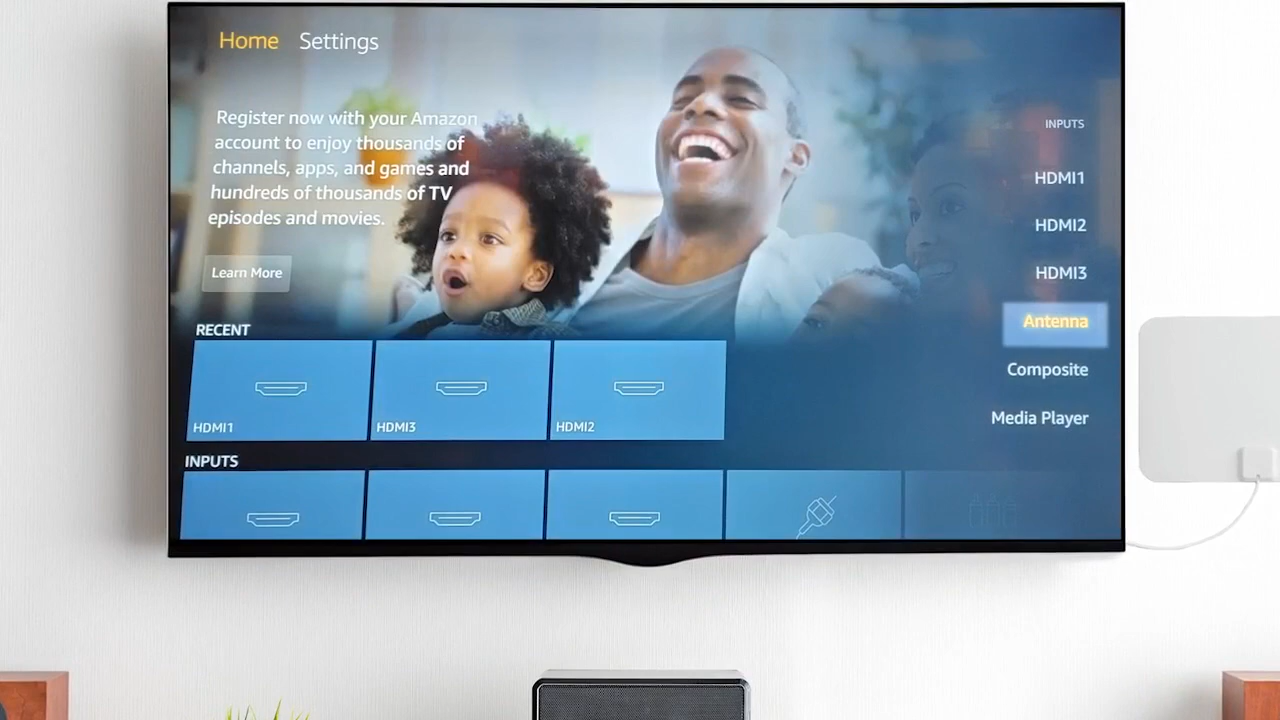 Home Settings
Register now with your Amazon
account to enjoy thousands of
channels, apps, and games and
hundreds of thousands of TV
episodes and movies.
Learn More
RECENT
HDMI1
HDMI3
HDMI2
INPUTS
INPUTS
HDMI1
HDMI2
HDMI3
Antenna
Composite
Media Player